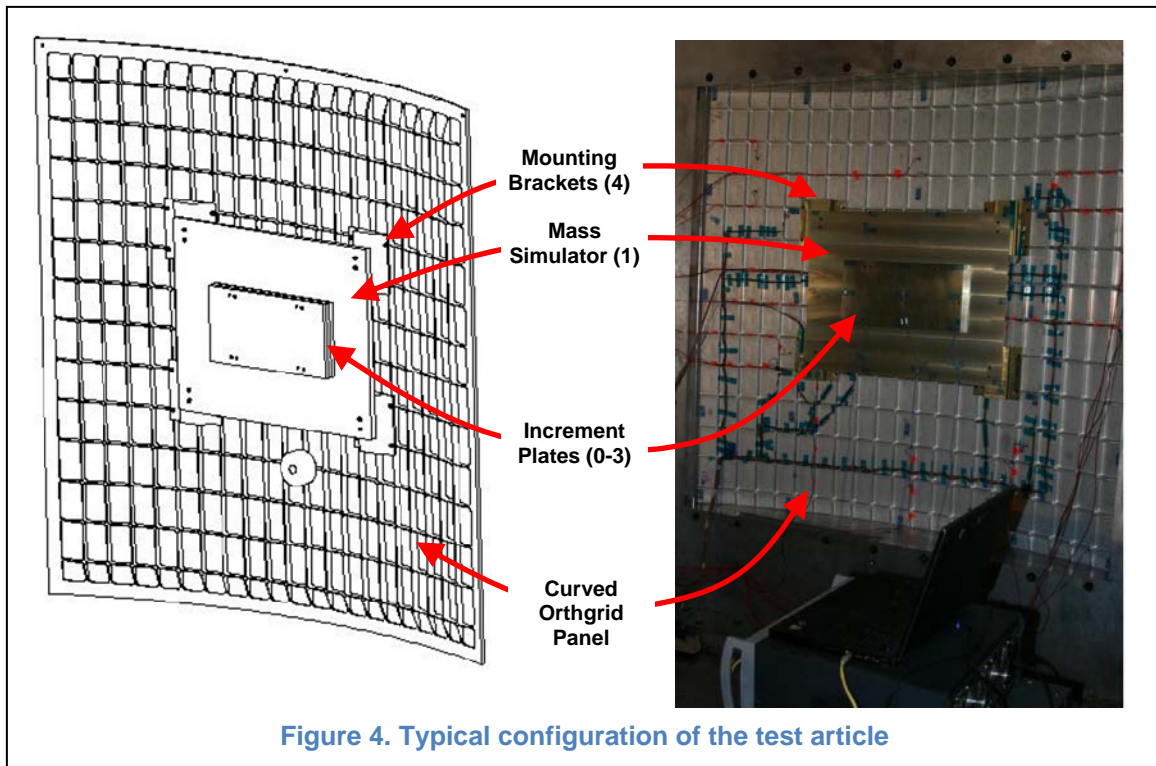 Mounting
Brackets (4)
Mass
Simulator (1)
Increment
Plates (0-3)
Curved
Orthgrid
Panel
Figure 4. Typical configuration of the test article